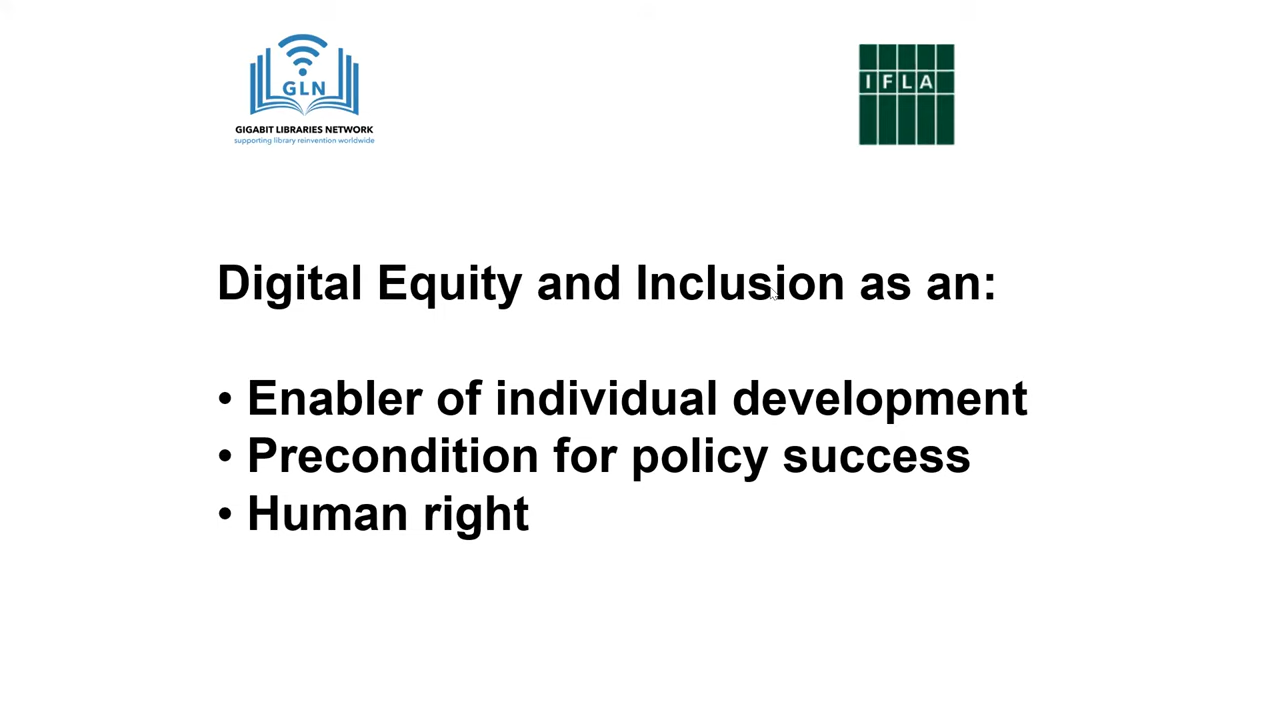 GLN
GIGABIT LIBRARIES NETWORK
supporting library reinvention worldwide
IFLA
Digital Equity and Inclusion as an:
• Enabler of individual development
• Precondition for policy success
• Human right